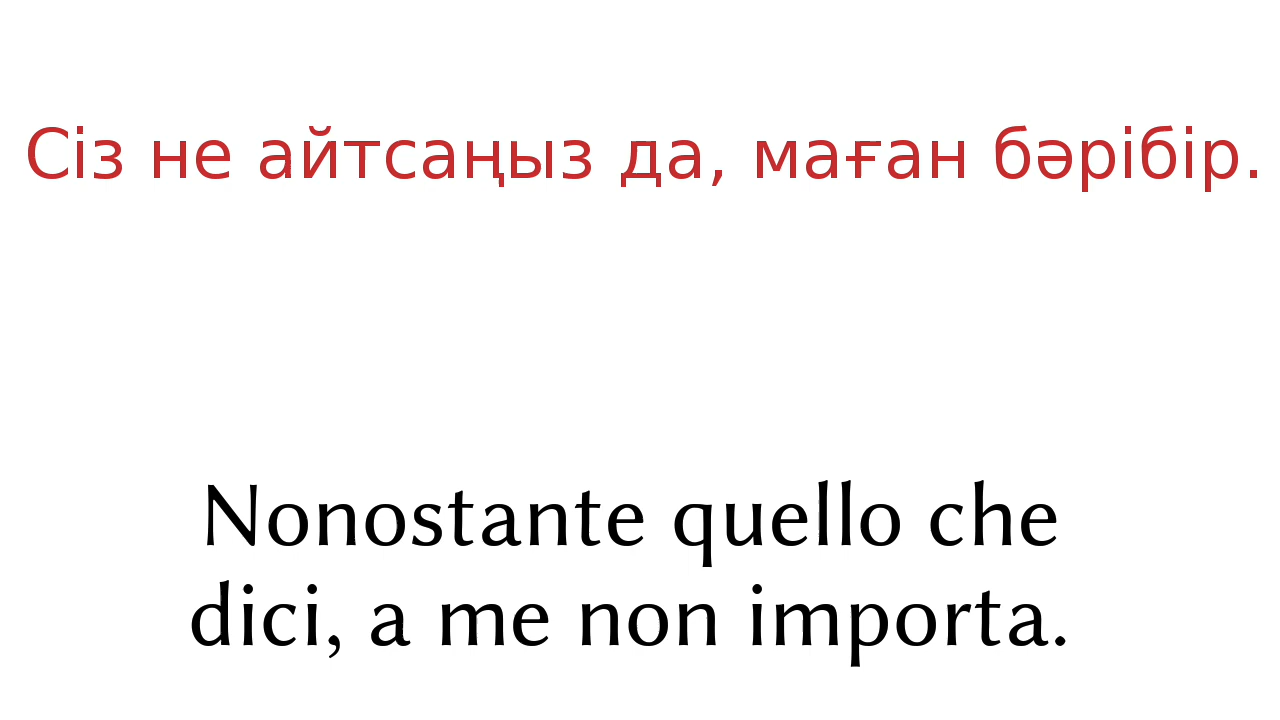 Сіз не айтсаңыз да, маған бәрібір.
Nonostante quello che
dici, a me non importa.